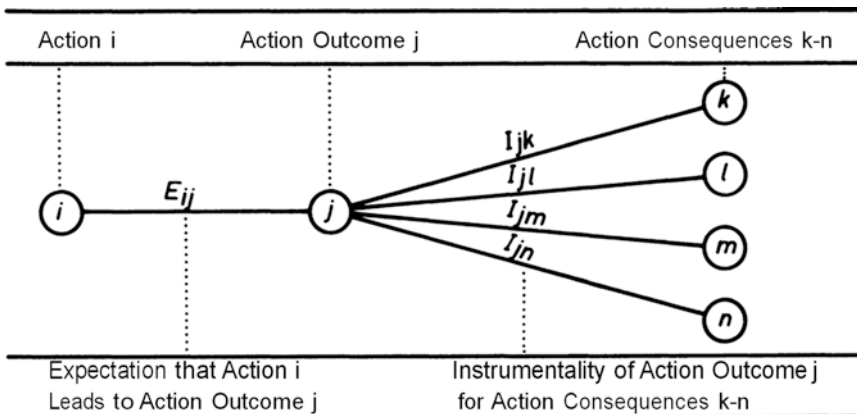 Action i Action Outcome j Action Consequences k-n
k
I jk
I jl
l
E ij
i
j
I jm
m
I jn
n
Expectation that Action i
Leads to Action Outcome j
Instrumentality of Action Outcome j
for Action Consequences k-n